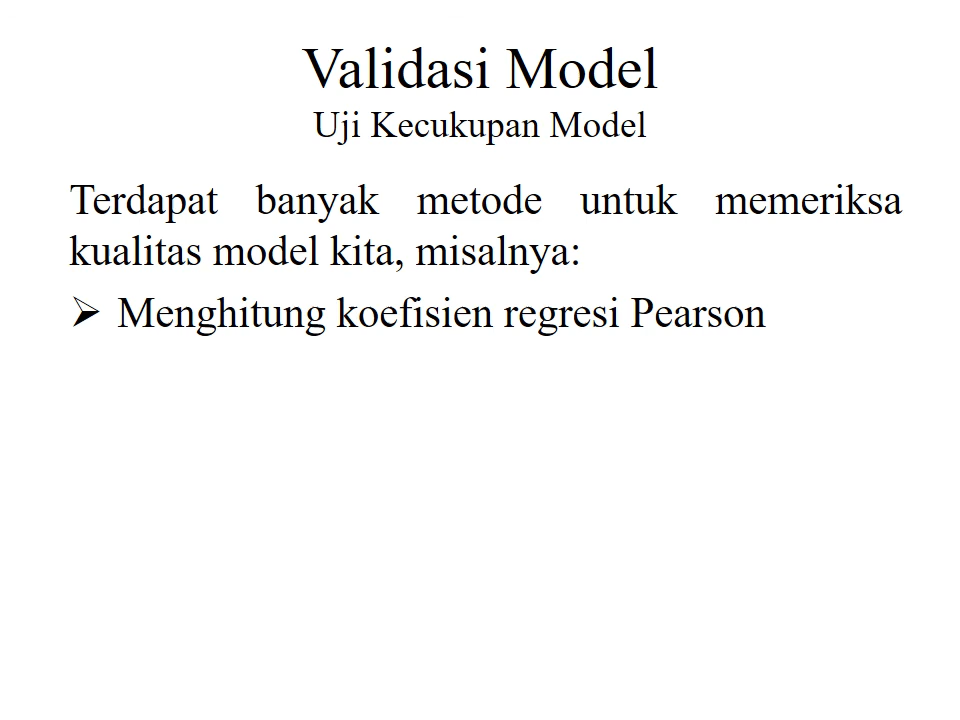 Validasi Model
Uji Kecukupan Model
Terdapat banyak metode untuk memeriksa
kualitas model kita, misalnya:
➢ Menghitung koefisien regresi Pearson